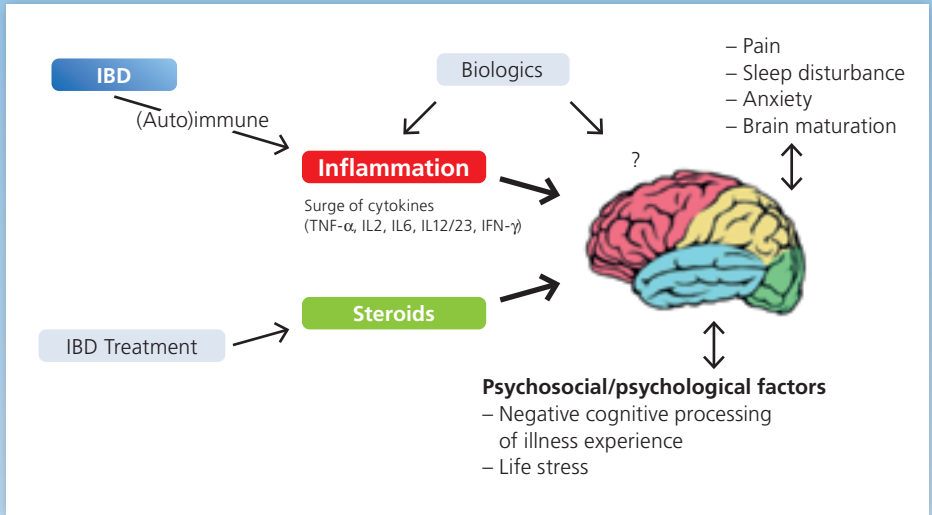 IBD
(Auto)immune
Biologics
– Pain
– Sleep disturbance
– Anxiety
– Brain maturation
Inflammation
?
Surge of cytokines
(TNF-α, IL2, IL6, IL12/23, IFN-γ)
Steroids
IBD Treatment
Psychosocial/psychological factors
– Negative cognitive processing
of illness experience
– Life stress